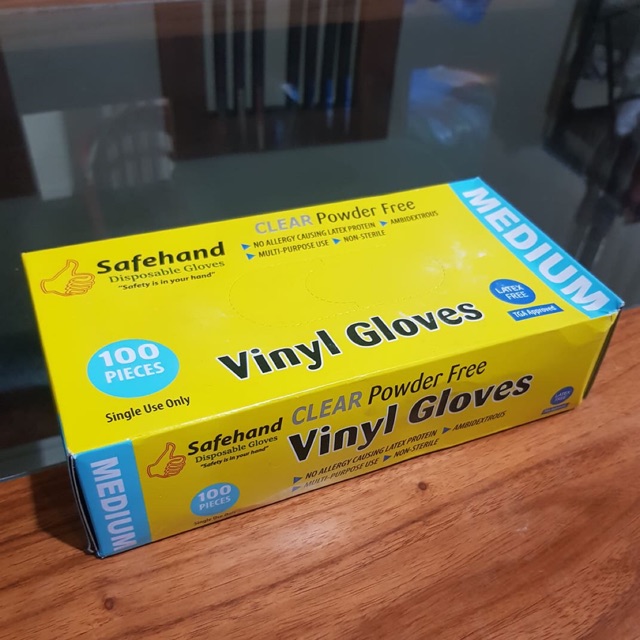 CLEAR Powder Free
NO ALLERGY CAUSING LATEX PROTEIN AMBIDEXTROUS
MULTI-PURPOSE USE NON-STERILE
MEDIUM
Safehand
Disposable Gloves
"Safety is in your hand"
LATEX
FREE
TGA Approved
Vinyl Gloves
100
PIECES
Single Use Only
CLEAR Powder Free
Vinyl Gloves
Safehand
Disposable Gloves
"Safety is in your hand"
NO ALLERGY CAUSING LATEX PROTEIN AMBIDEXTROUS
MULTI-PURPOSE USE NON-STERILE
100
PIECES
Single Use
MEDIUM